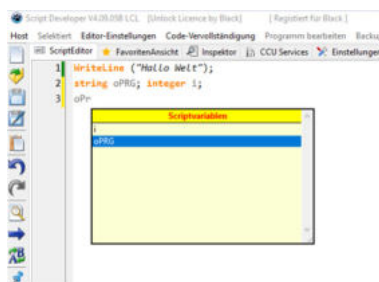 Script Developer V4.09.058 LCL [Unlock Licence by Black] [ Registiert für Black ]
Host Selektiert Editor-Einstellungen Code-Vervollständigung Programm bearbeiten Backu
ScriptEditor FavoritenAnsicht Inspektor CCU Services Einstellungen
1 WriteLine ("Hallo Welt");
2 string oPRG; integer i;
3 oPr
Scriptvariablen
i
oPRG